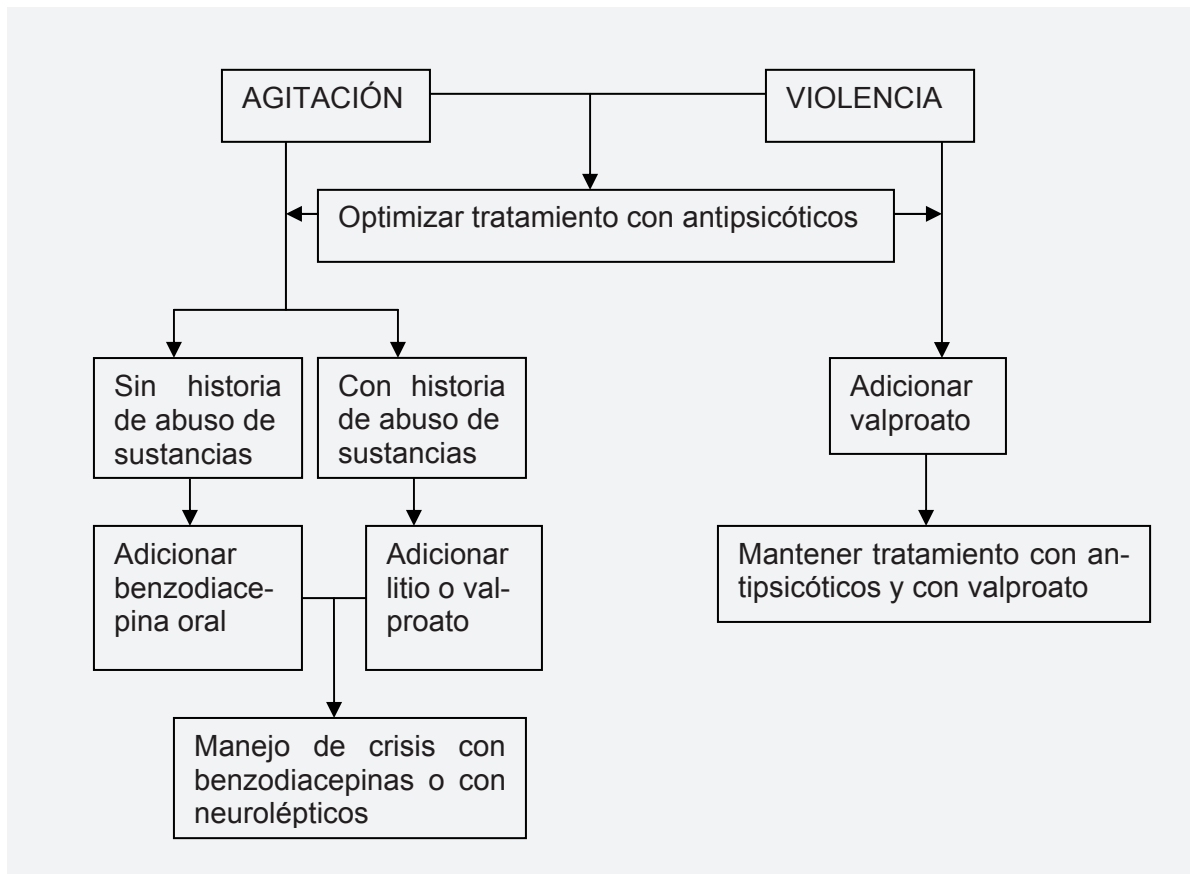 AGITACIÓN
VIOLENCIA
Optimizar tratamiento con antipsicóticos
Sin historia
de abuso de
sustancias
Con historia
de abuso de
sustancias
Adicionar
valproato
Adicionar
benzodiace-
pina oral
Adicionar
litio o val-
proato
Mantener tratamiento con an-
tipsicóticos y con valproato
Manejo de crisis con
benzodiacepinas o con
neurolépticos